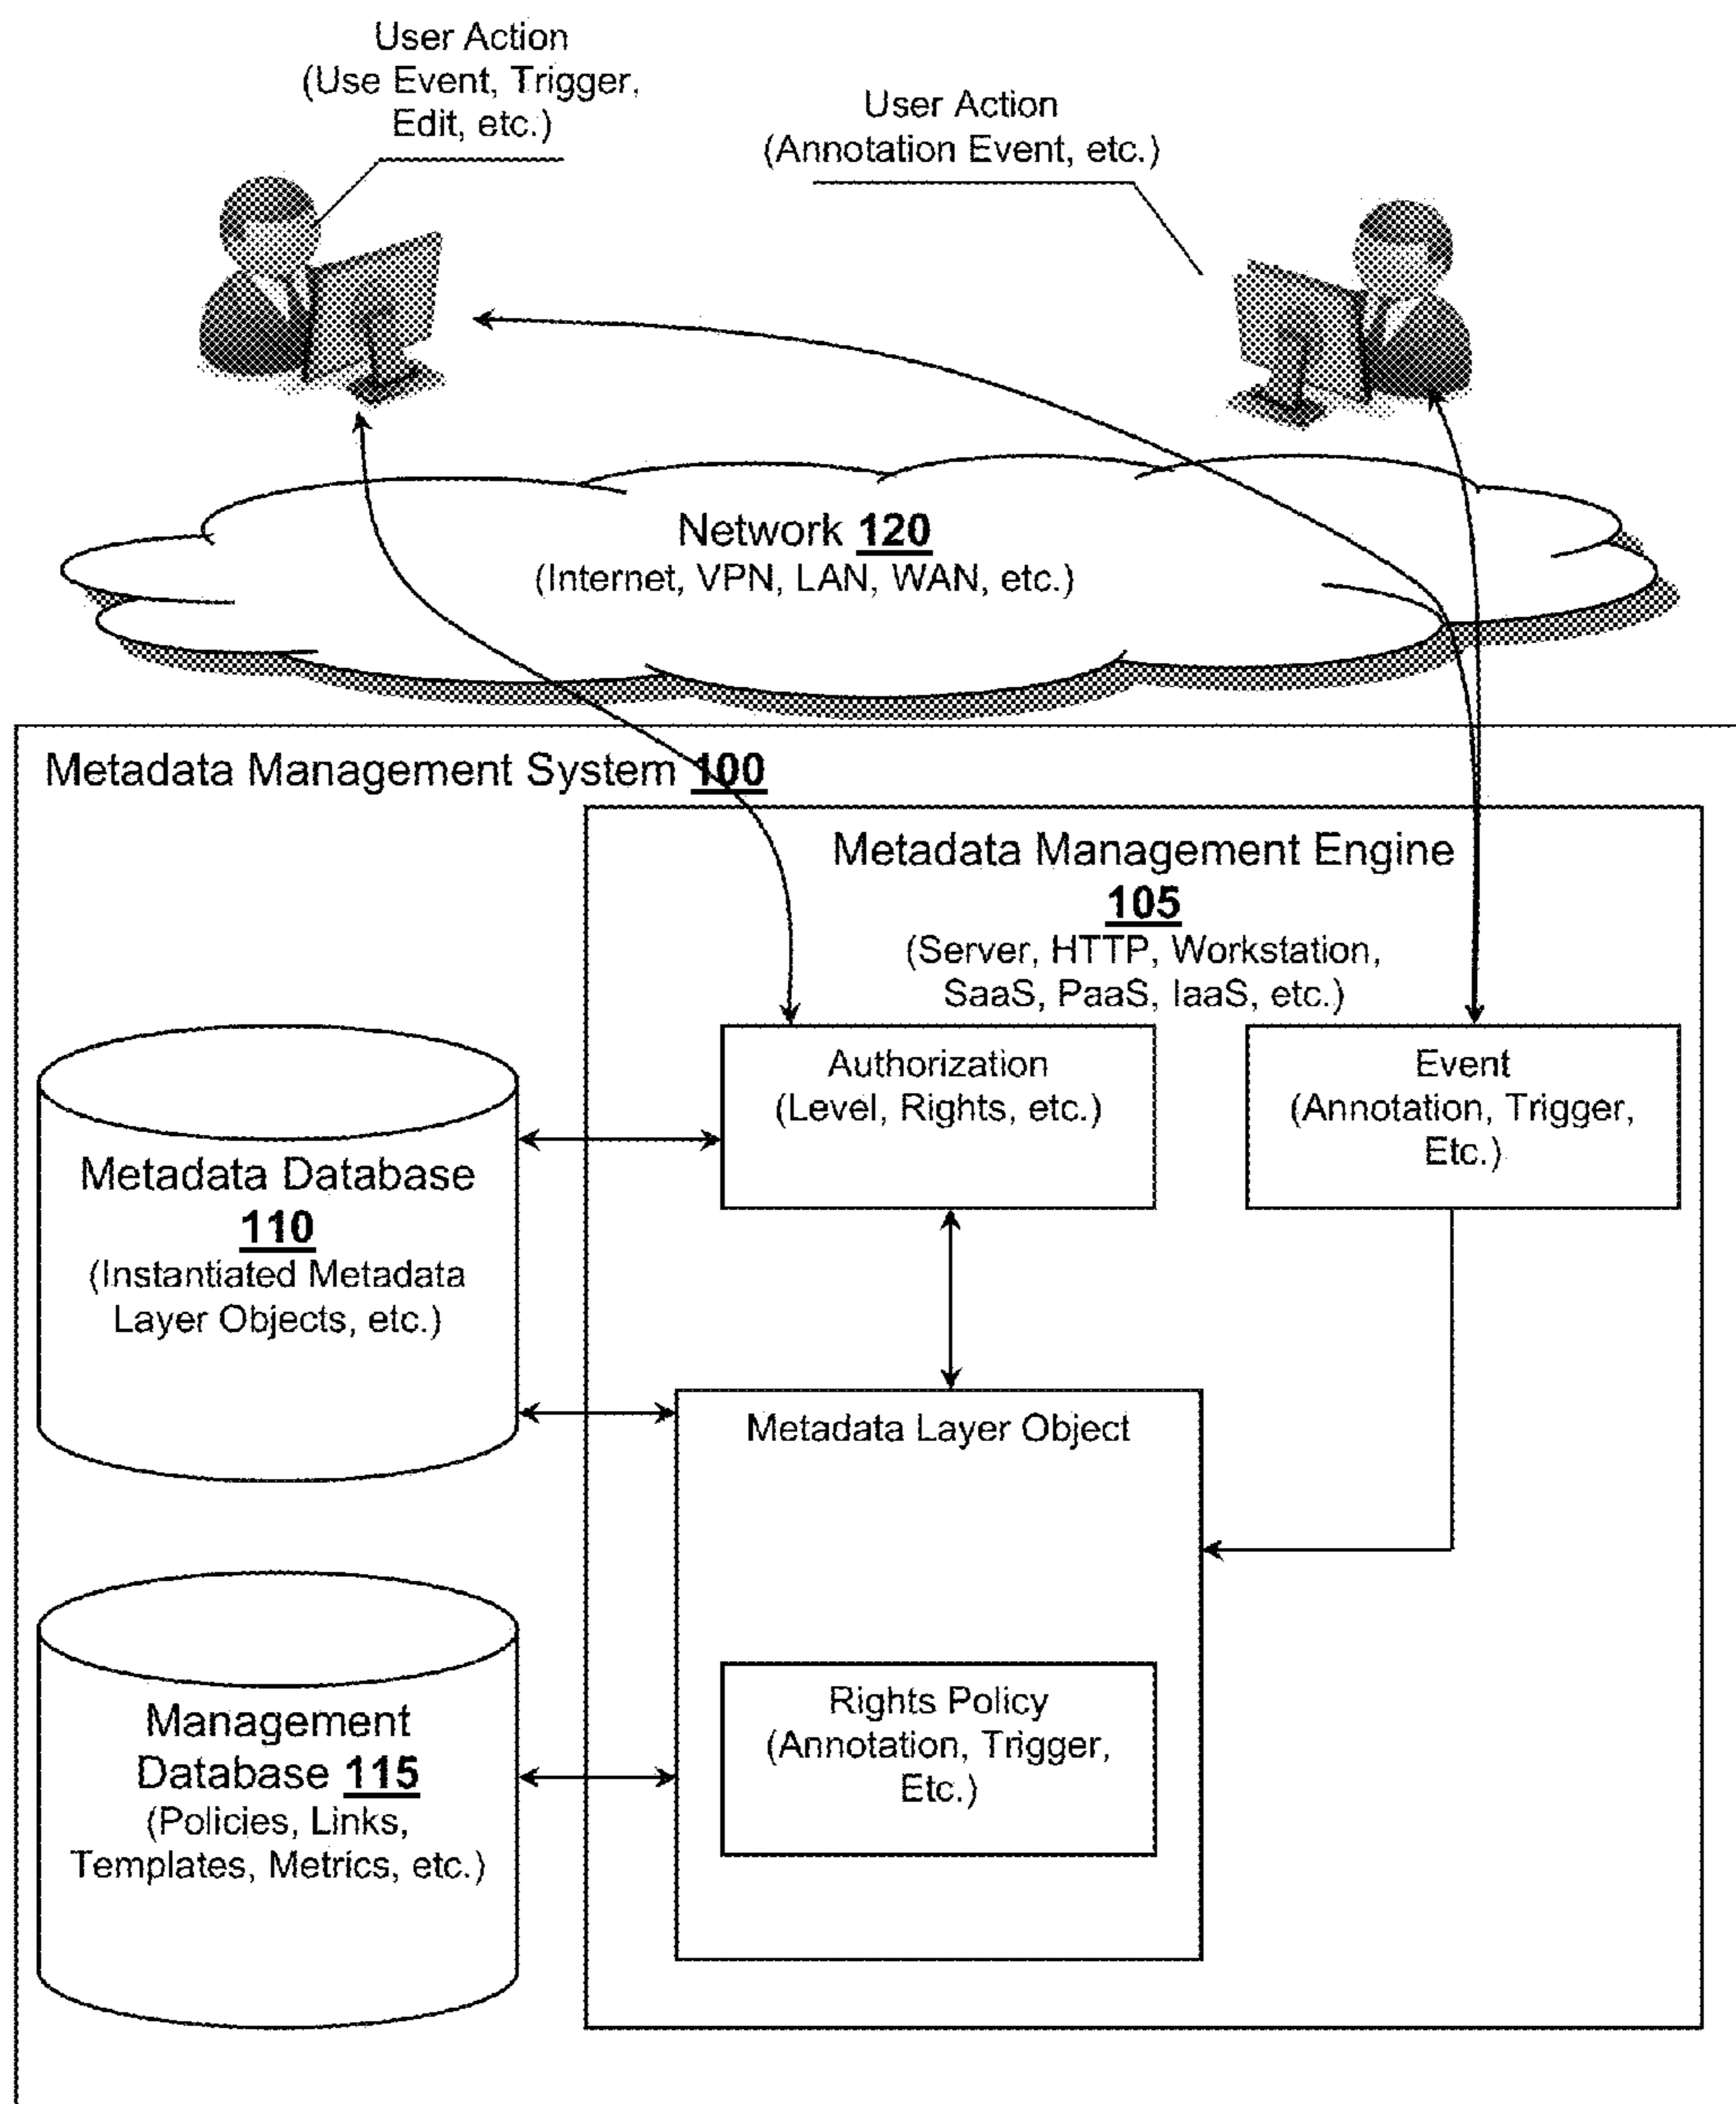 User Action
(Use Event, Trigger,
Edit, etc.)
User Action
(Annotation Event, etc.)
Network 120
(Internet, VPN, LAN, WAN, etc.)
Metadata Management System 100
Metadata Management Engine
105
(Server, HTTP, Workstation,
SaaS, PaaS, IaaS, etc.)
Authorization
(Level, Rights, etc.)
Event
(Annotation, Trigger,
Etc.)
Metadata Database
110
(Instantiated Metadata
Layer Objects, etc.)
Metadata Layer Object
Rights Policy
(Annotation, Trigger,
Etc.)
Management
Database 115
(Policies, Links,
Templates, Metrics, etc.)